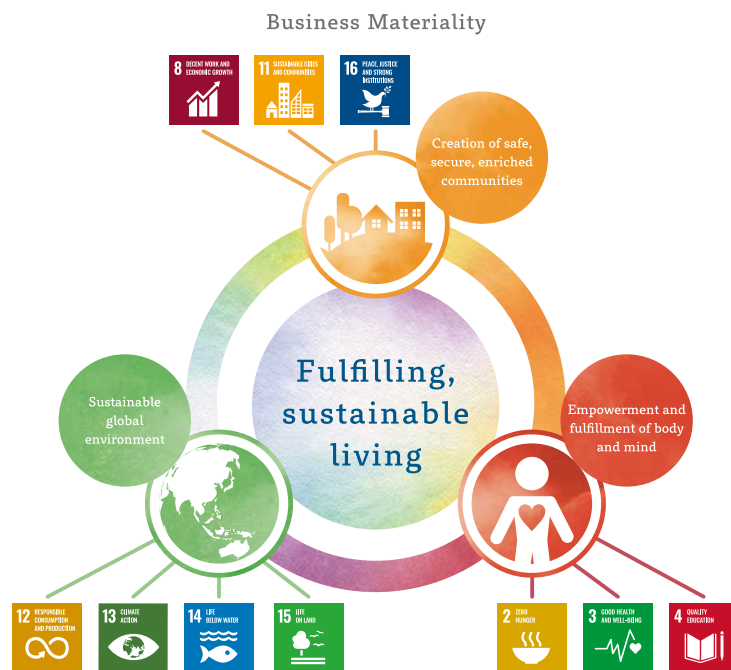 Business Materiality
8 DECENT WORK AND
ECONOMIC GROWTH
11 SUSTAINABLE CITIES
AND COMMUNITIES
16 PEACE, JUSTICE
AND STRONG
INSTITUTIONS
Creation of safe,
secure, enriched
communities
Fulfilling,
sustainable
living
Sustainable
global
environment
Empowerment and
fulfillment of body
and mind
12 RESPONSIBLE
CONSUMPTION
AND PRODUCTION
13 CLIMATE
ACTION
14 LIFE
BELOW WATER
15 LIFE
ON LAND
2 ZERO
HUNGER
3 GOOD HEALTH
AND WELL-BEING
4 QUALITY
EDUCATION